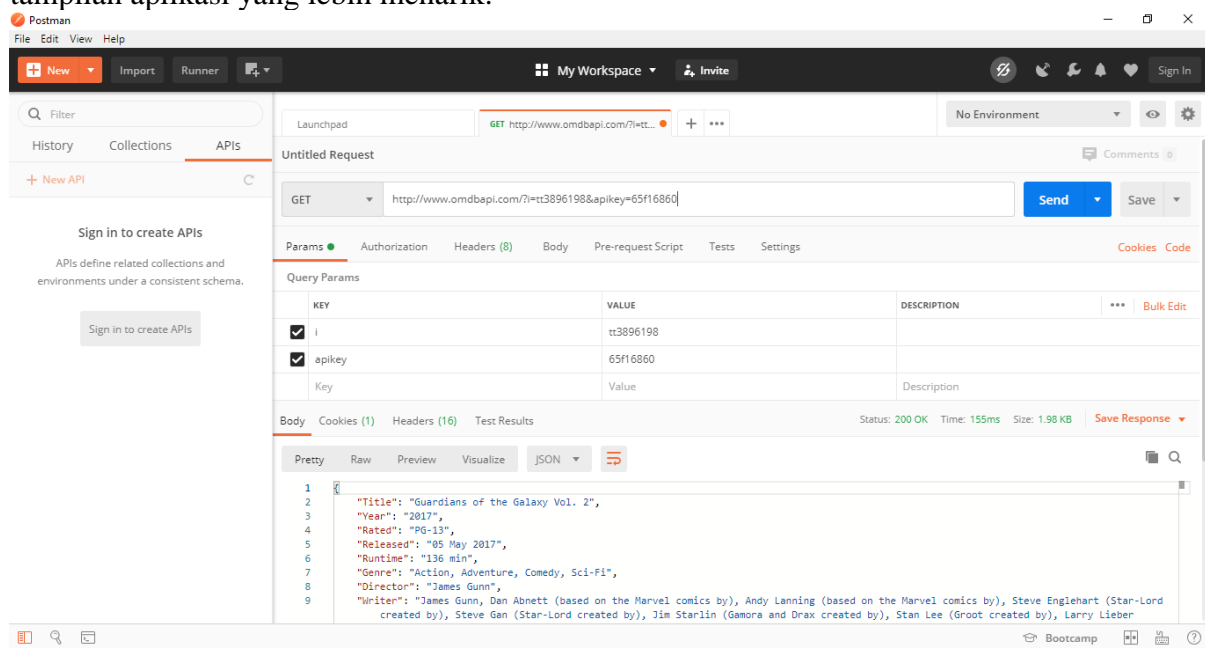 tampilan aplikasi yang lebih menarik.
Postman
File Edit View Help
New Import Runner My Workspace Invite Sign In
Filter
History Collections APIs
+ New API
Sign in to create APIs
APIs define related collections and
environments under a consistent schema.
Sign in to create APIs
Launchpad GET http://www.omdbapi.com/?i=tt... + ••• No Environment
Untitled Request Comments 0
GET http://www.omdbapi.com/?i=tt3896198&apikey=65f16860 Send Save
Params Authorization Headers (8) Body Pre-request Script Tests Settings Cookies Code
Query Params
KEY VALUE DESCRIPTION ••• Bulk Edit
i tt3896198
apikey 65f16860
Key Value Description
Body Cookies (1) Headers (16) Test Results Status: 200 OK Time: 155ms Size: 1.98 KB Save Response
Pretty Raw Preview Visualize JSON
1 {
2 "Title": "Guardians of the Galaxy Vol. 2",
3 "Year": "2017",
4 "Rated": "PG-13",
5 "Released": "05 May 2017",
6 "Runtime": "136 min",
7 "Genre": "Action, Adventure, Comedy, Sci-Fi",
8 "Director": "James Gunn",
9 "Writer": "James Gunn, Dan Abnett (based on the Marvel comics by), Andy Lanning (based on the Marvel comics by), Steve Englehart (Star-Lord
created by), Steve Gan (Star-Lord created by), Jim Starlin (Gamora and Drax created by), Stan Lee (Groot created by), Larry Lieber
Bootcamp